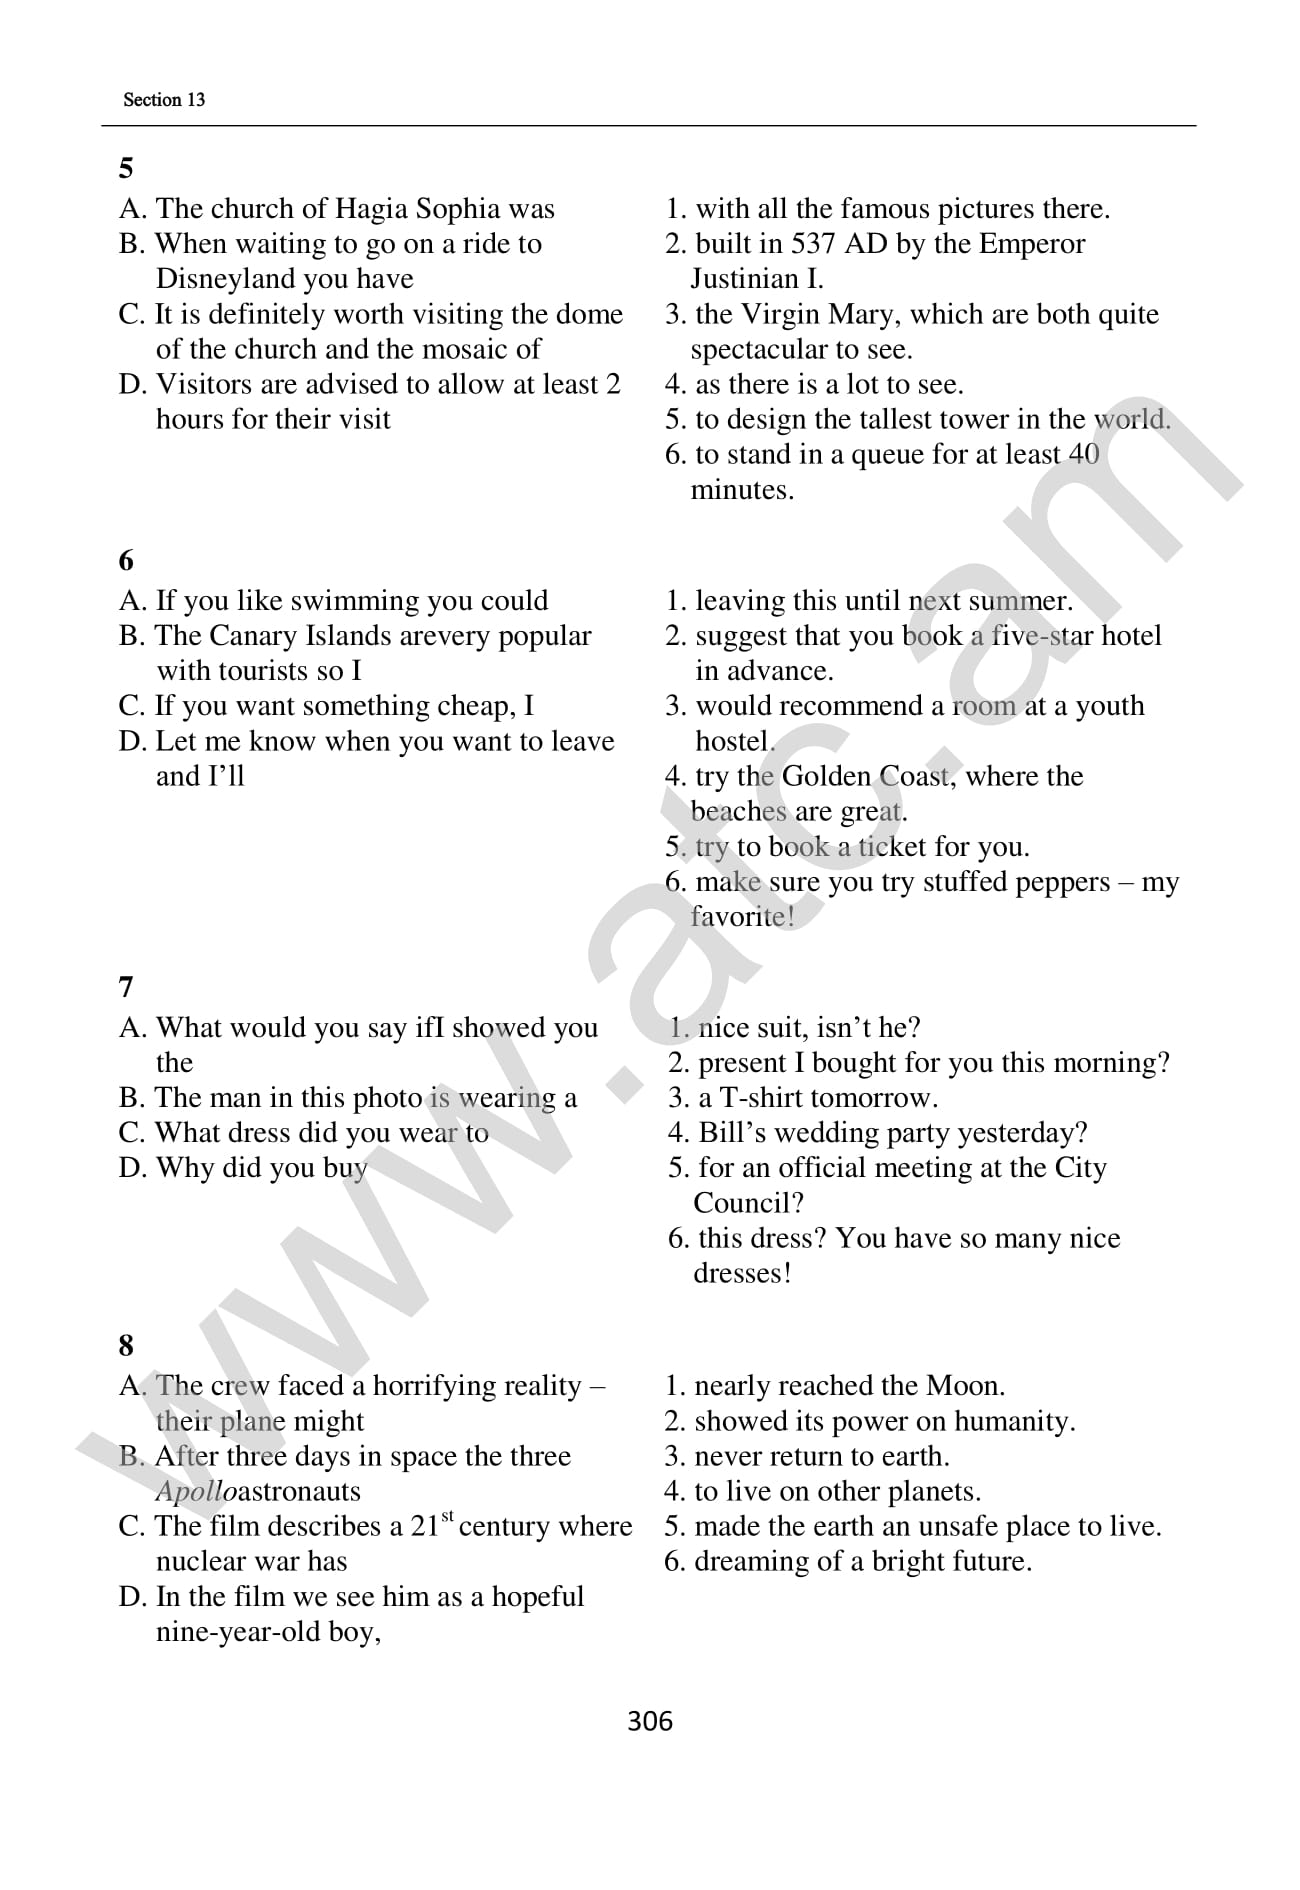 Section 13
5
A. The church of Hagia Sophia was
B. When waiting to go on a ride to
Disneyland you have
C. It is definitely worth visiting the dome
of the church and the mosaic of
D. Visitors are advised to allow at least 2
hours for their visit
1. with all the famous pictures there.
2. built in 537 AD by the Emperor
Justinian I.
3. the Virgin Mary, which are both quite
spectacular to see.
4. as there is a lot to see.
5. to design the tallest tower in the world.
6. to stand in a queue for at least 40
minutes.
6
A. If you like swimming you could
B. The Canary Islands arevery popular
with tourists so I
C. If you want something cheap, I
D. Let me know when you want to leave
and I’ll
1. leaving this until next summer.
2. suggest that you book a five-star hotel
in advance.
3. would recommend a room at a youth
hostel.
4. try the Golden Coast, where the
beaches are great.
5. try to book a ticket for you.
6. make sure you try stuffed peppers – my
favorite!
7
A. What would you say ifI showed you
the
B. The man in this photo is wearing a
C. What dress did you wear to
D. Why did you buy
1. nice suit, isn’t he?
2. present I bought for you this morning?
3. a T-shirt tomorrow.
4. Bill’s wedding party yesterday?
5. for an official meeting at the City
Council?
6. this dress? You have so many nice
dresses!
8
A. The crew faced a horrifying reality –
their plane might
B. After three days in space the three
Apolloastronauts
C. The film describes a 21st century where
nuclear war has
D. In the film we see him as a hopeful
nine-year-old boy,
1. nearly reached the Moon.
2. showed its power on humanity.
3. never return to earth.
4. to live on other planets.
5. made the earth an unsafe place to live.
6. dreaming of a bright future.
306
www.atc.am